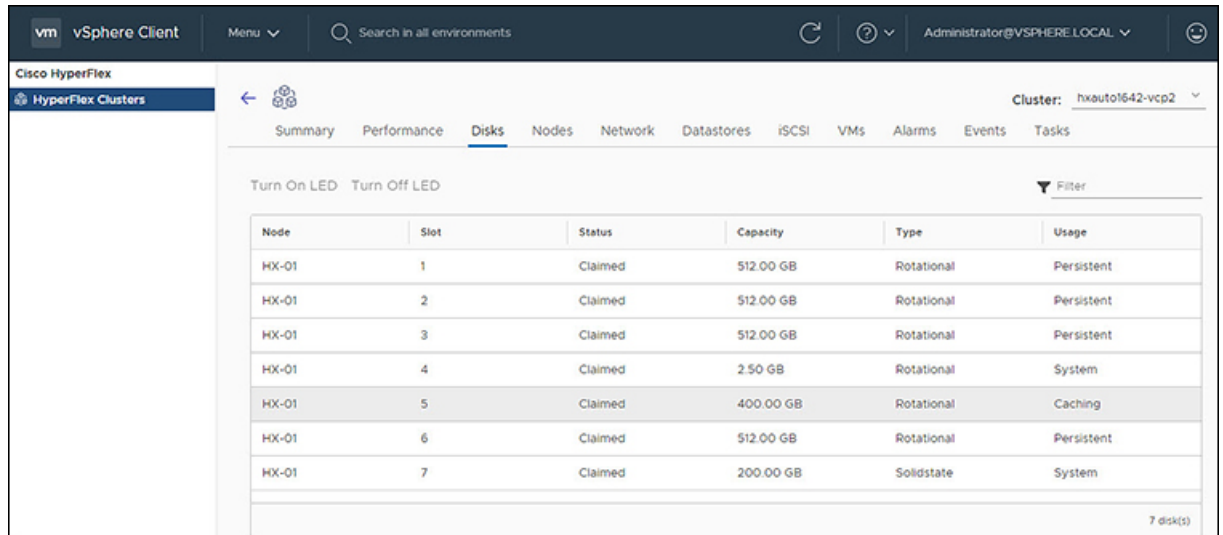 vm vSphere Client Menu Search in all environments Administrator@VSPHERE.LOCAL
Cisco HyperFlex
HyperFlex Clusters
Cluster: hxauto1642-vcp2
Summary Performance Disks Nodes Network Datastores iSCSI VMs Alarms Events Tasks
Turn On LED Turn Off LED Filter
Node Slot Status Capacity Type Usage
HX-01 1 Claimed 512.00 GB Rotational Persistent
HX-01 2 Claimed 512.00 GB Rotational Persistent
HX-01 3 Claimed 512.00 GB Rotational Persistent
HX-01 4 Claimed 2.50 GB Rotational System
HX-01 5 Claimed 400.00 GB Rotational Caching
HX-01 6 Claimed 512.00 GB Rotational Persistent
HX-01 7 Claimed 200.00 GB Solidstate System
7 disk(s)